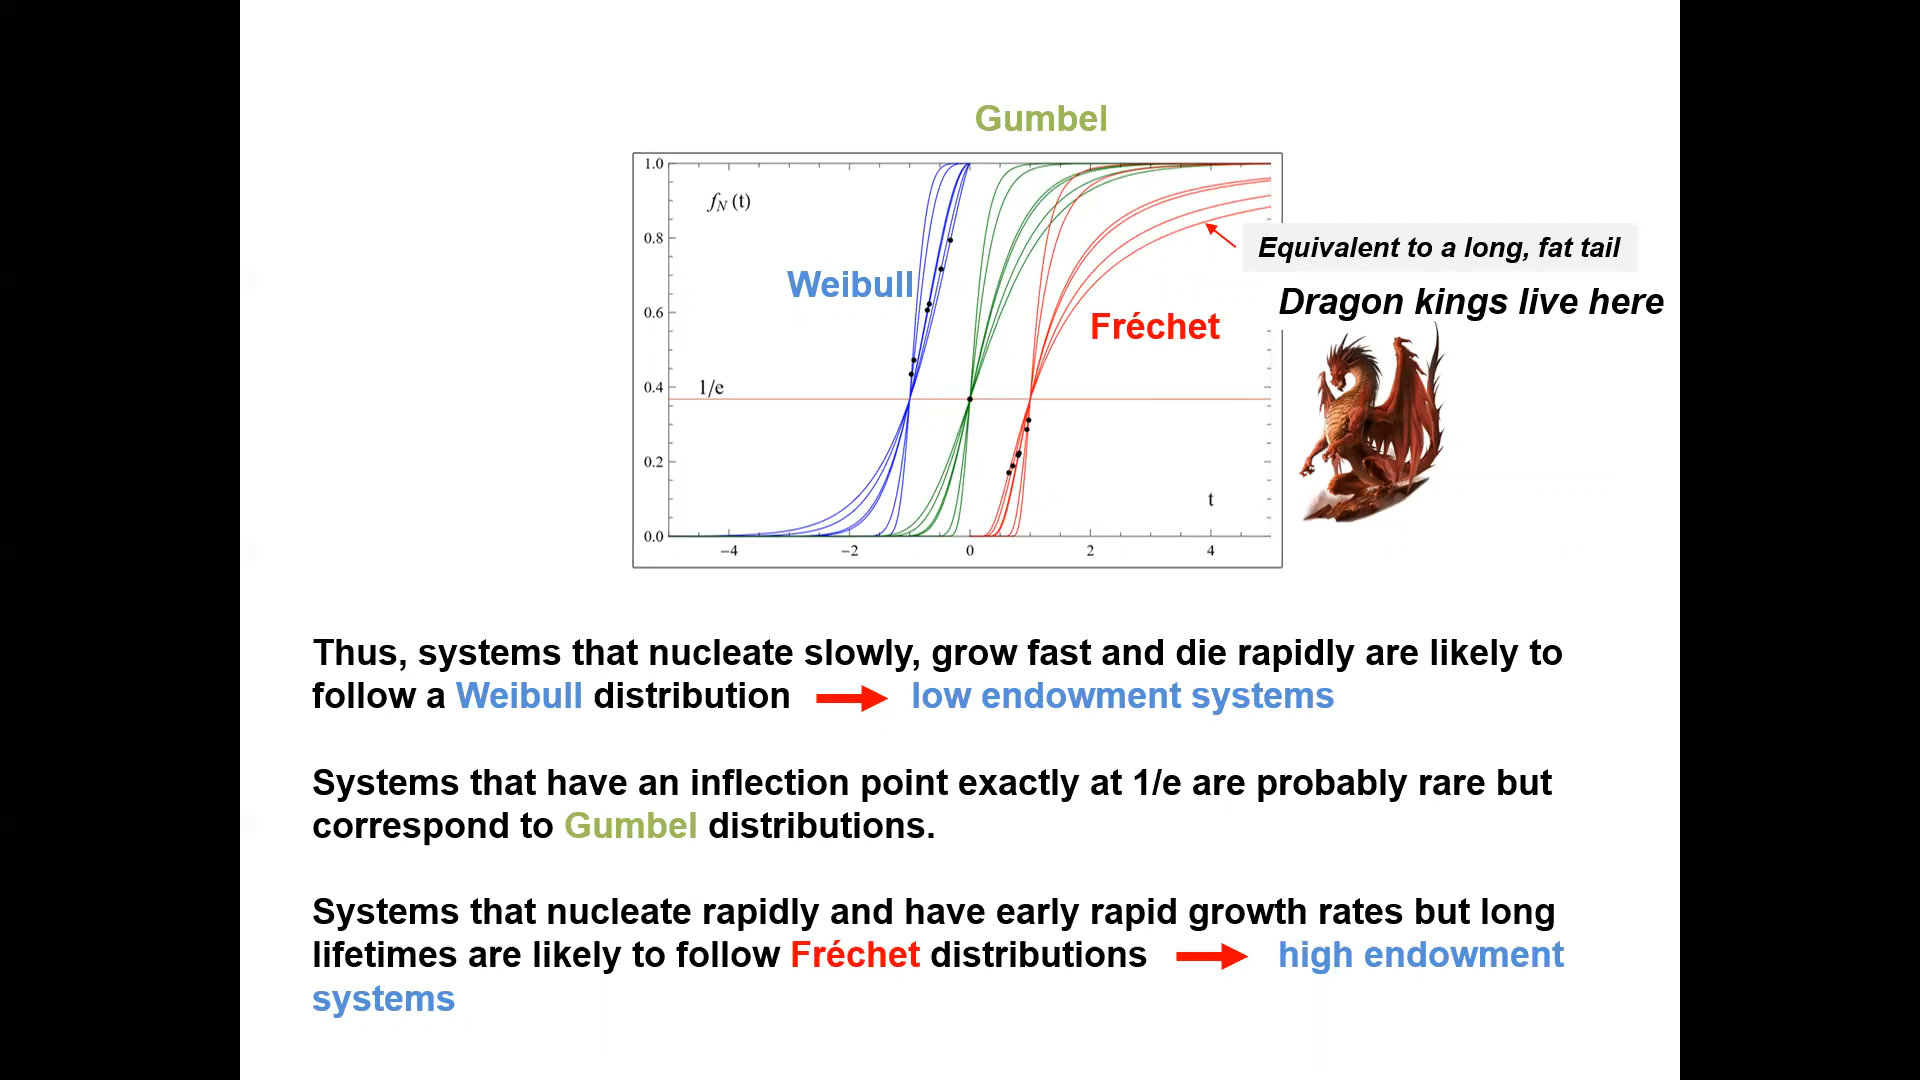 Gumbel
1.0
f_N (t)
0.8
Equivalent to a long, fat tail
Weibull
Dragon kings live here
0.6
Fréchet
0.4
1/e
0.2
t
0.0
−4 −2 0 2 4
Thus, systems that nucleate slowly, grow fast and die rapidly are likely to
follow a Weibull distribution low endowment systems
Systems that have an inflection point exactly at 1/e are probably rare but
correspond to Gumbel distributions.
Systems that nucleate rapidly and have early rapid growth rates but long
lifetimes are likely to follow Fréchet distributions high endowment
systems